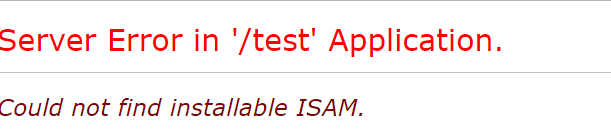 Server Error in '/test' Application.
Could not find installable ISAM.